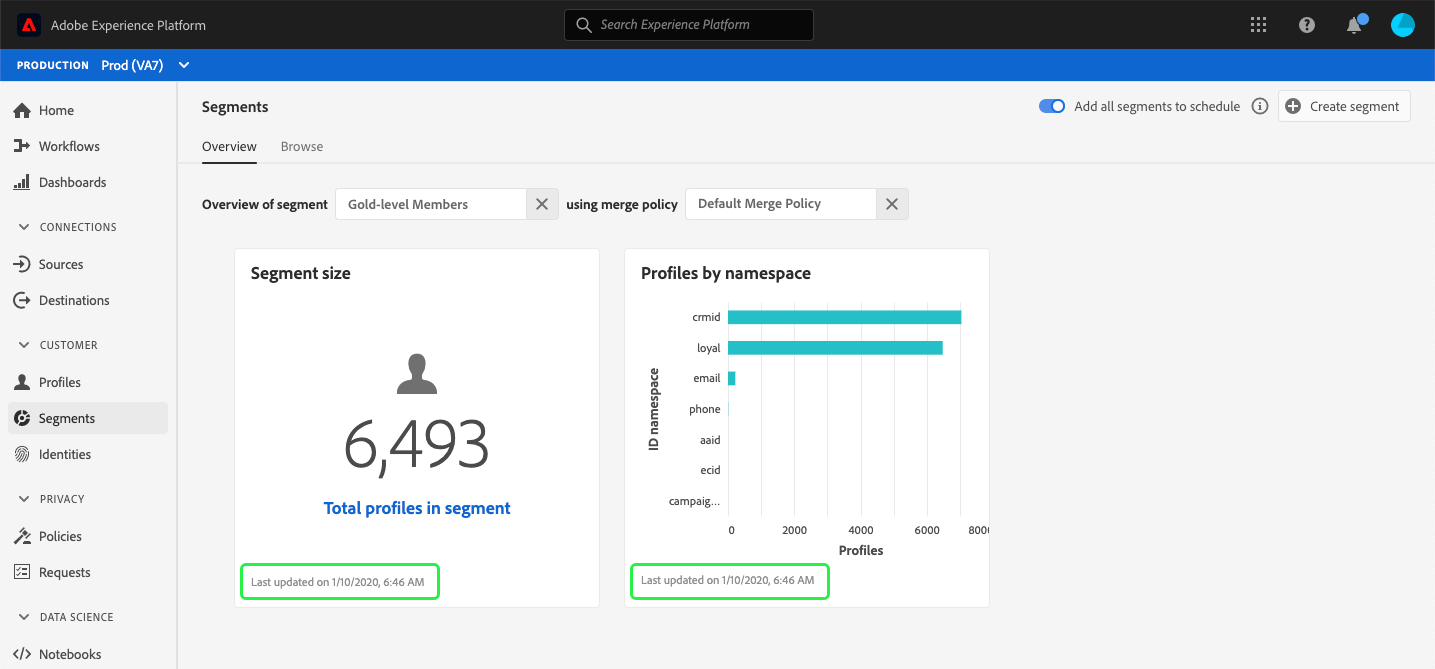 Adobe Experience Platform
Search Experience Platform
PRODUCTION Prod (VA7)
Home
Workflows
Dashboards
CONNECTIONS
Sources
Destinations
CUSTOMER
Profiles
Segments
Identities
PRIVACY
Policies
Requests
DATA SCIENCE
Notebooks
Segments
Add all segments to schedule
Create segment
Overview Browse
Overview of segment Gold-level Members using merge policy Default Merge Policy
Segment size
6,493
Total profiles in segment
Last updated on 1/10/2020, 6:46 AM
Profiles by namespace
ID namespace
crmid
loyal
email
phone
aaid
ecid
campaig...
0 2000 4000 6000 8000
Profiles
Last updated on 1/10/2020, 6:46 AM